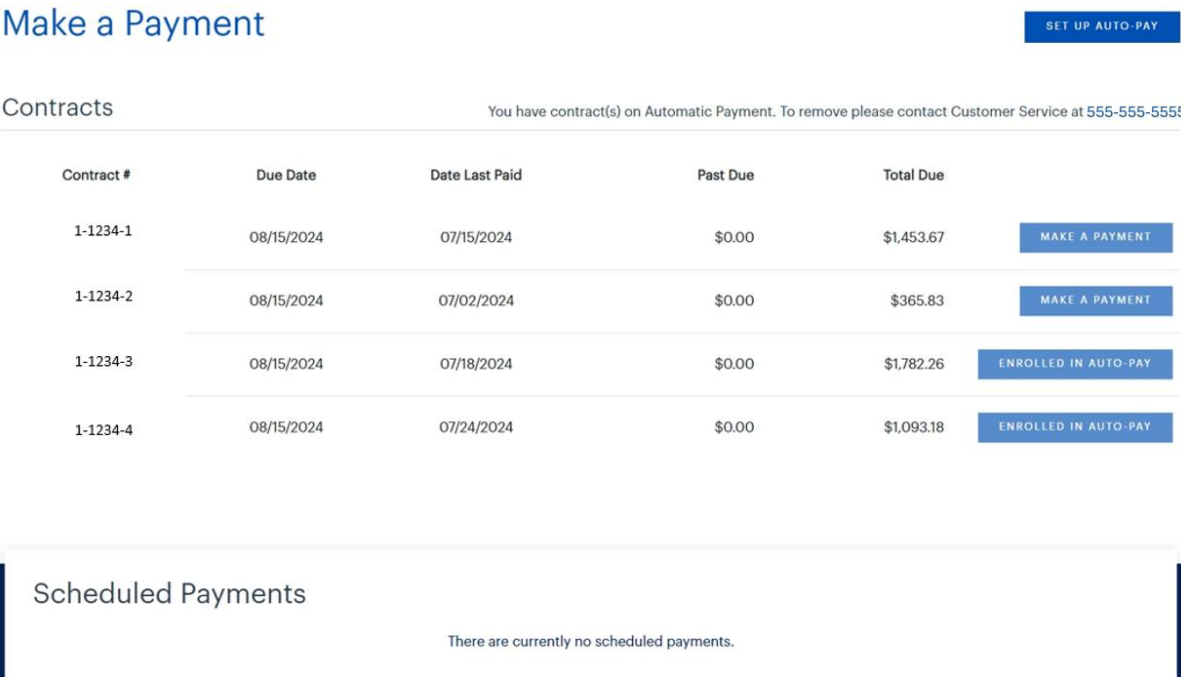 Make a Payment
SET UP AUTO-PAY
Contracts
You have contract(s) on Automatic Payment. To remove please contact Customer Service at 555-555-5555
Contract # Due Date Date Last Paid Past Due Total Due
1-1234-1 08/15/2024 07/15/2024 $0.00 $1,453.67 MAKE A PAYMENT
1-1234-2 08/15/2024 07/02/2024 $0.00 $365.83 MAKE A PAYMENT
1-1234-3 08/15/2024 07/18/2024 $0.00 $1,782.26 ENROLLED IN AUTO-PAY
1-1234-4 08/15/2024 07/24/2024 $0.00 $1,093.18 ENROLLED IN AUTO-PAY
Scheduled Payments
There are currently no scheduled payments.